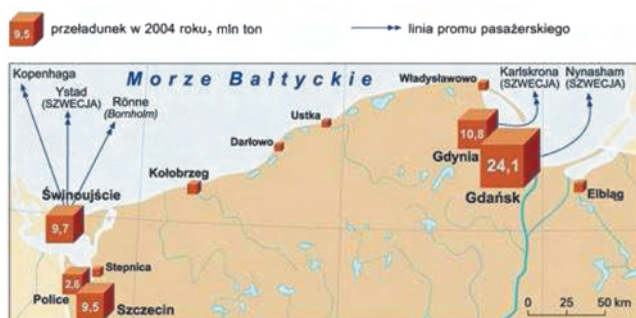 9,5 przeładunek w 2004 roku, mln ton
linia promu pasażerskiego
Kopenhaga
Ystad
(SZWECJA)
Rönne
(Bornholm)
Morze Bałtyckie
Władysławowo
Karlskrona
(SZWECJA)
Nynasham
(SZWECJA)
Ustka
Darłowo
Kołobrzeg
10,8
Gdynia
24,1
Gdańsk
Elbląg
Świnoujście
9,7
Stepnica
2,6
Police
9,5
Szczecin
0 25 50 km